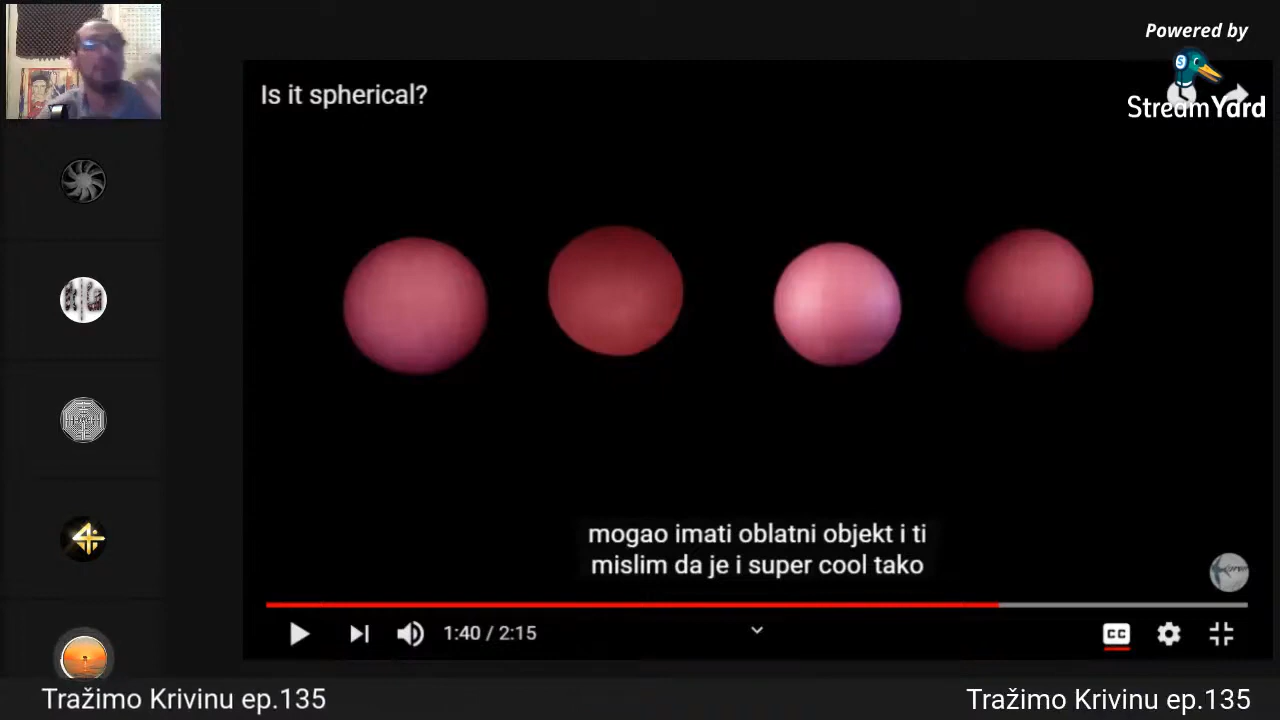 Powered by
StreamYard
Is it spherical?
mogao imati oblatni objekt i ti
mislim da je i super cool tako
1:40 / 2:15
CC
Tražimo Krivinu ep.135
Tražimo Krivinu ep.135